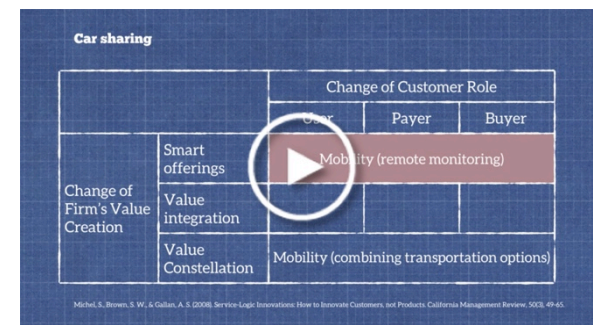 Car sharing
Change of Customer Role
User Payer Buyer
Smart
offerings
Mobility (remote monitoring)
Change of
Firm's Value
Creation
Value
integration
Value
Constellation
Mobility (combining transportation options)
Michel, S., Brown, S. W., & Gallan, A. S. (2008). Service-Logic Innovations: How to Innovate Customers, not Products. California Management Review, 50(3), 49-65.